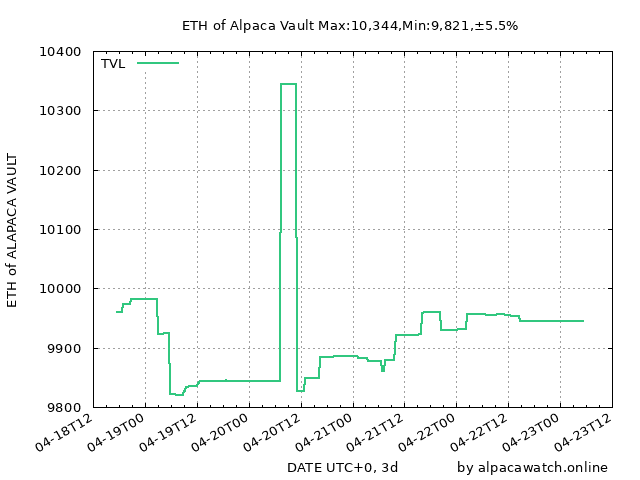 ETH of Alpaca Vault Max:10,344,Min:9,821,±5.5%
TVL
ETH of ALAPACA VAULT
10400
10300
10200
10100
10000
9900
9800
04-18T12
04-19T00
04-19T12
04-20T00
04-20T12
04-21T00
04-21T12
04-22T00
04-22T12
04-23T00
04-23T12
DATE UTC+0, 3d
by alpacawatch.online